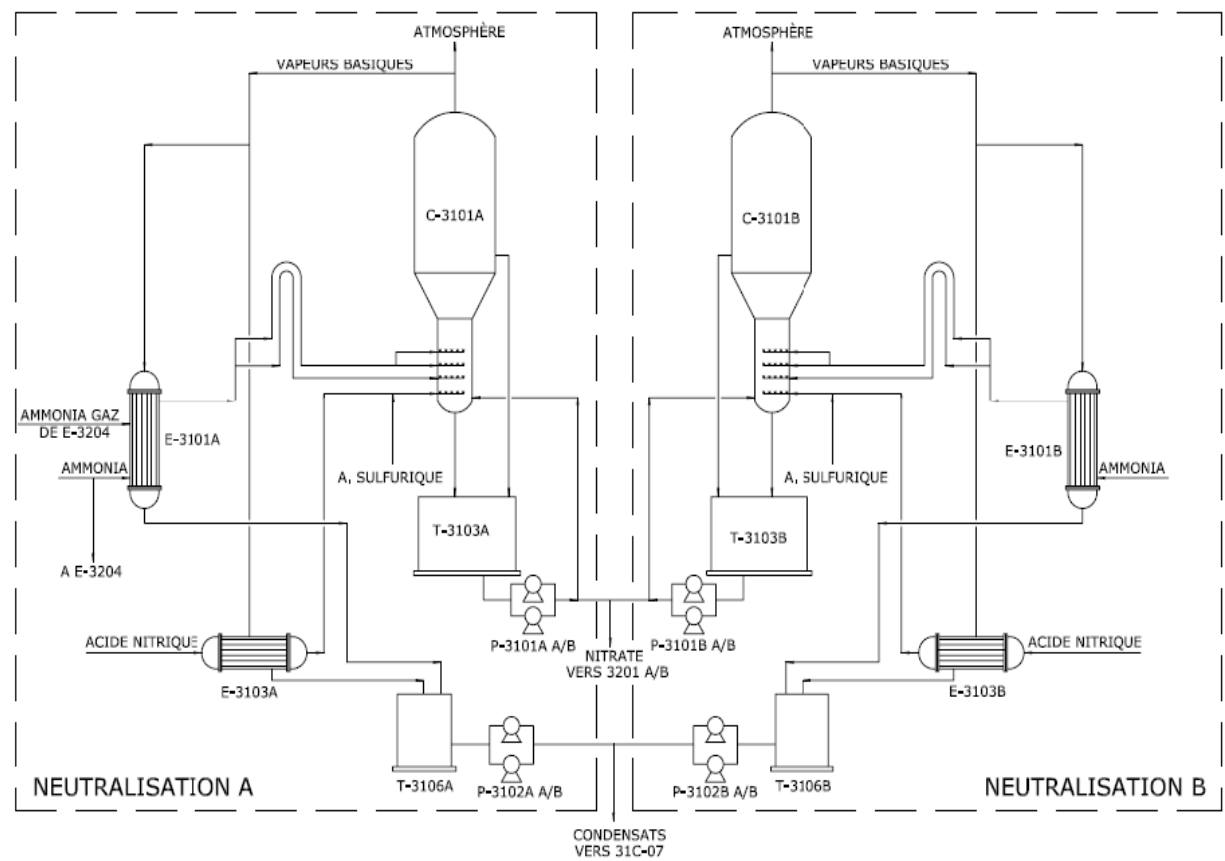 ATMOSPHÈRE
ATMOSPHÈRE
VAPEURS BASIQUES
VAPEURS BASIQUES
C-3101A
C-3101B
AMMONIA GAZ
DE E-3204
E-3101A
E-3101B
AMMONIA
AMMONIA
A, SULFURIQUE
A, SULFURIQUE
T-3103A
T-3103B
A E-3204
ACIDE NITRIQUE
P-3101A A/B
NITRATE
VERS 3201 A/B
P-3101B A/B
ACIDE NITRIQUE
E-3103A
E-3103B
NEUTRALISATION A
T-3106A
P-3102A A/B
P-3102B A/B
T-3106B
NEUTRALISATION B
CONDENSATS
VERS 31C-07